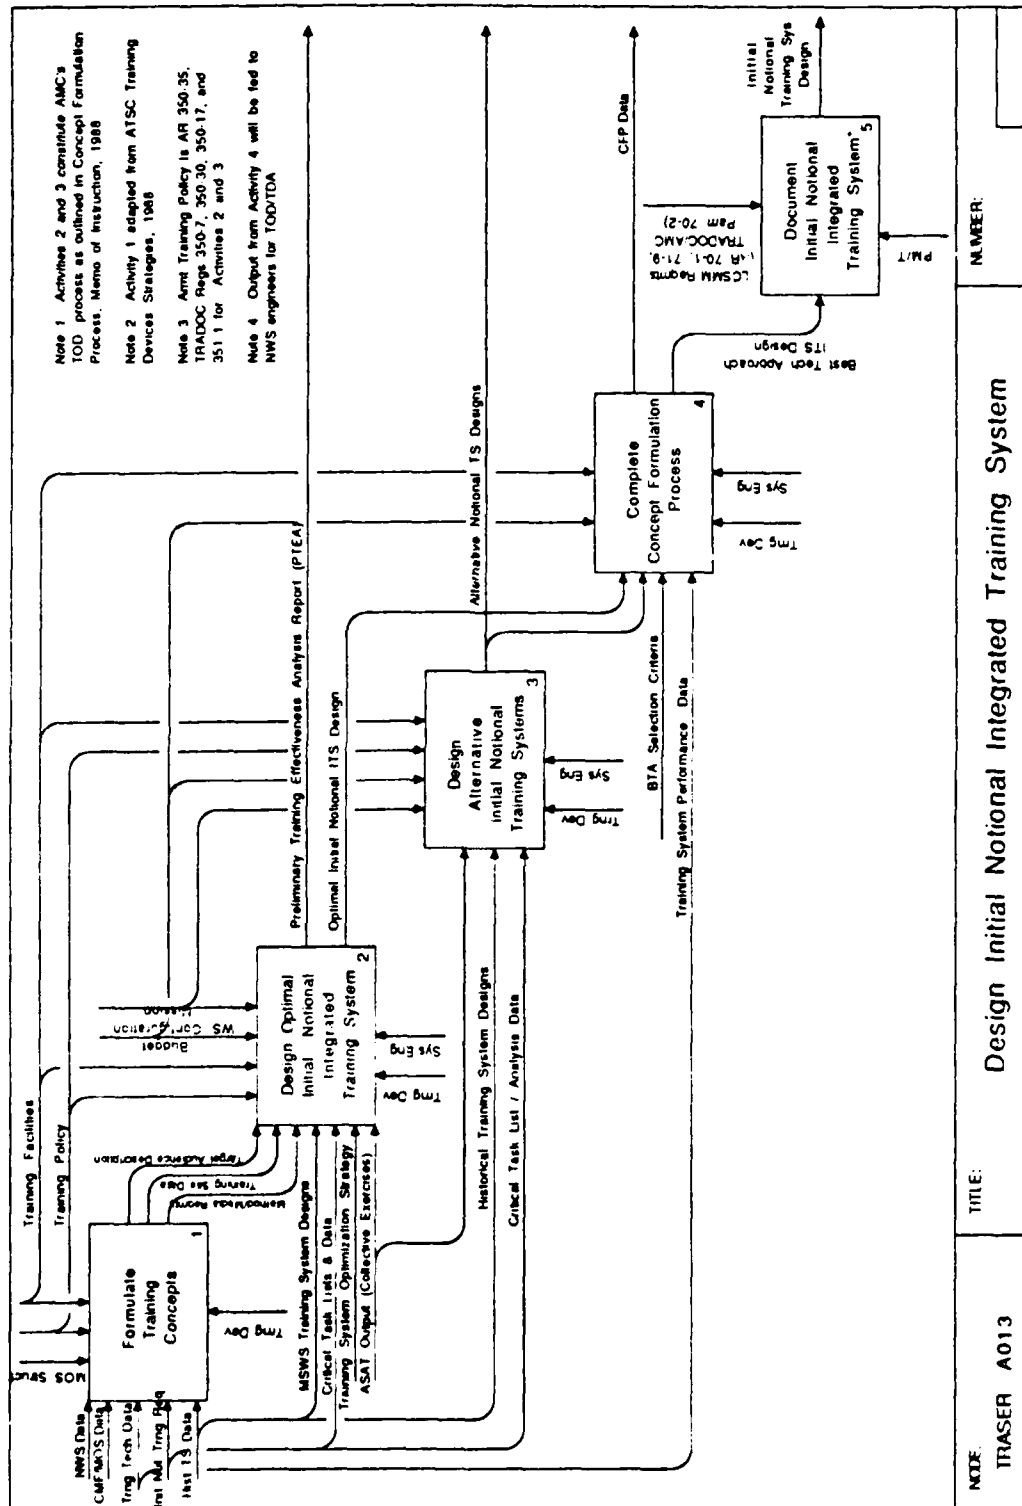 Note 1 Activities 2 and 3 constitute AMC's
TOD process as outlined in Concept Formulation
Process, Memo of Instruction, 1988
Note 2 Activity 1 adapted from ATSC Training
Devices Strategies, 1988
Note 3 Armt Training Policy is AR 350-35,
TRADOC Regs 350-7, 350-30, 350-17, and
351 1 for Activities 2 and 3
Note 4 Output from Activity 4 will be fed to
NWS engineers for TOD/TDA
Training Facilities
Training Policy
MOS Struct
NWS Data
CMF/MOS Data
Trng Tech Data
Init Not Trng Req
Hist TS Data
Formulate
Training
Concepts
1
Trng Dev
Target Audience Description
Training Site Data
Method/Media Reqmts
MSWS Training System Designs
Critical Task Lists & Data
Training System Optimization Strategy
ASAT Output (Collective Exercises)
Mission
WS Configuration
Budget
Design Optimal
Initial Notional
Integrated
Training System
2
Trng Dev
Sys Eng
Preliminary Training Effectiveness Analysis Report (PTEA)
Optimal Initial Notional ITS Design
Historical Training System Designs
Critical Task List / Analysis Data
Design
Alternative
Initial Notional
Training Systems
3
Trng Dev
Sys Eng
Alternative Notional TS Designs
BTA Selection Criteria
Training System Performance Data
Complete
Concept Formulation
Process
4
Trng Dev
Sys Eng
CFP Data
Best Tech Approach
ITS Design
LCSMM Reqmts
(AR 70-1, 71-9,
TRADOC/AMC
Pam 70-2)
Document
Initial Notional
Integrated
Training System*
5
PM/T
Initial
Notional
Training Sys
Design
NODE:
TRASER A013
TITLE:
Design Initial Notional Integrated Training System
NUMBER: